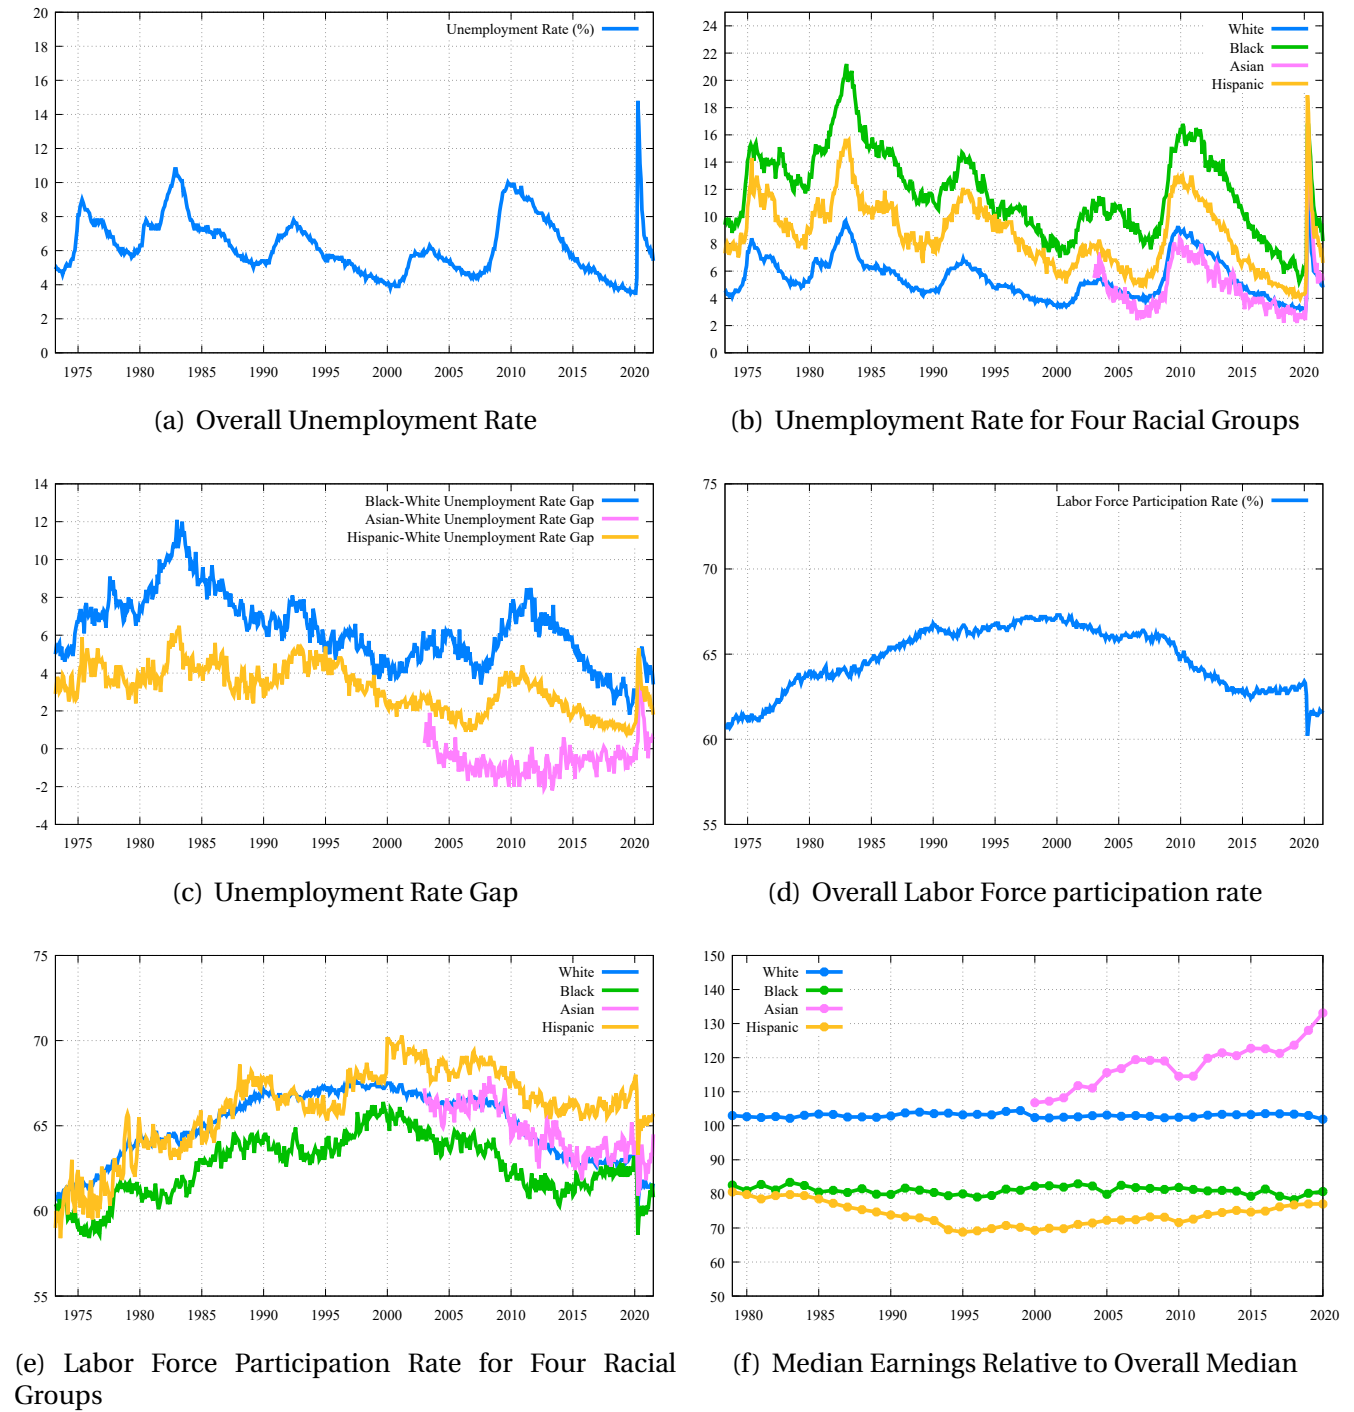 20
18
16
14
12
10
8
6
4
2
0
Unemployment Rate (%)
1975 1980 1985 1990 1995 2000 2005 2010 2015 2020
(a) Overall Unemployment Rate
24
22
20
18
16
14
12
10
8
6
4
2
0
White
Black
Asian
Hispanic
1975 1980 1985 1990 1995 2000 2005 2010 2015 2020
(b) Unemployment Rate for Four Racial Groups
14
12
10
8
6
4
2
0
-2
-4
Black-White Unemployment Rate Gap
Asian-White Unemployment Rate Gap
Hispanic-White Unemployment Rate Gap
1975 1980 1985 1990 1995 2000 2005 2010 2015 2020
(c) Unemployment Rate Gap
75
70
65
60
55
Labor Force Participation Rate (%)
1975 1980 1985 1990 1995 2000 2005 2010 2015 2020
(d) Overall Labor Force participation rate
75
70
65
60
55
White
Black
Asian
Hispanic
1975 1980 1985 1990 1995 2000 2005 2010 2015 2020
(e) Labor Force Participation Rate for Four Racial
Groups
150
140
130
120
110
100
90
80
70
60
50
White
Black
Asian
Hispanic
1980 1985 1990 1995 2000 2005 2010 2015 2020
(f) Median Earnings Relative to Overall Median